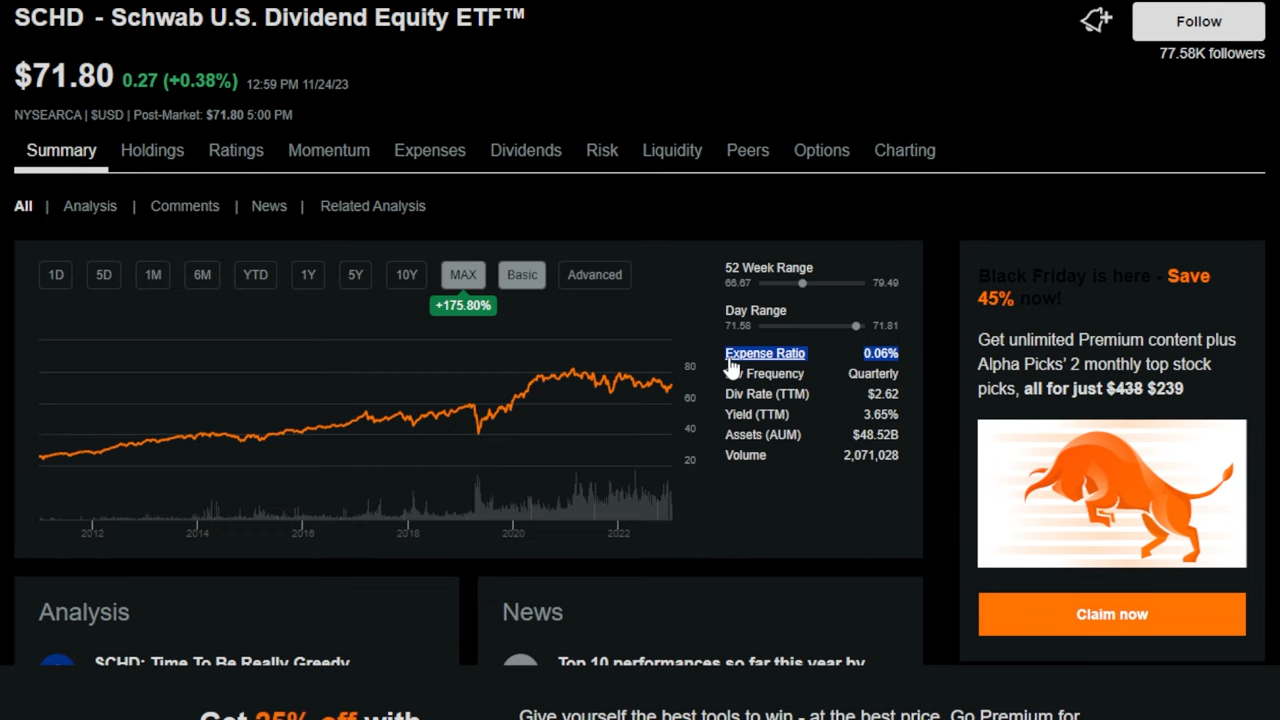 SCHD - Schwab U.S. Dividend Equity ETF™
Follow
77.58K followers
$71.80 0.27 (+0.38%) 12:59 PM 11/24/23
NYSEARCA | $USD | Post-Market: $71.80 5:00 PM
Summary Holdings Ratings Momentum Expenses Dividends Risk Liquidity Peers Options Charting
All | Analysis | Comments | News | Related Analysis
1D 5D 1M 6M YTD 1Y 5Y 10Y MAX Basic Advanced
+175.80%
80
60
40
20
2012 2014 2016 2018 2020 2022
52 Week Range
66.67 79.49
Day Range
71.58 71.81
Expense Ratio 0.06%
Frequency Quarterly
Div Rate (TTM) $2.62
Yield (TTM) 3.65%
Assets (AUM) $48.52B
Volume 2,071,028
Black Friday is here - Save
45% now!
Get unlimited Premium content plus
Alpha Picks' 2 monthly top stock
picks, all for just $438 $239
Claim now
Analysis
SCHD: Time To Be Really Greedy
News
Top 10 performances so far this year by
Get 25% off with
Give yourself the best tools to win - at the best price. Go Premium for